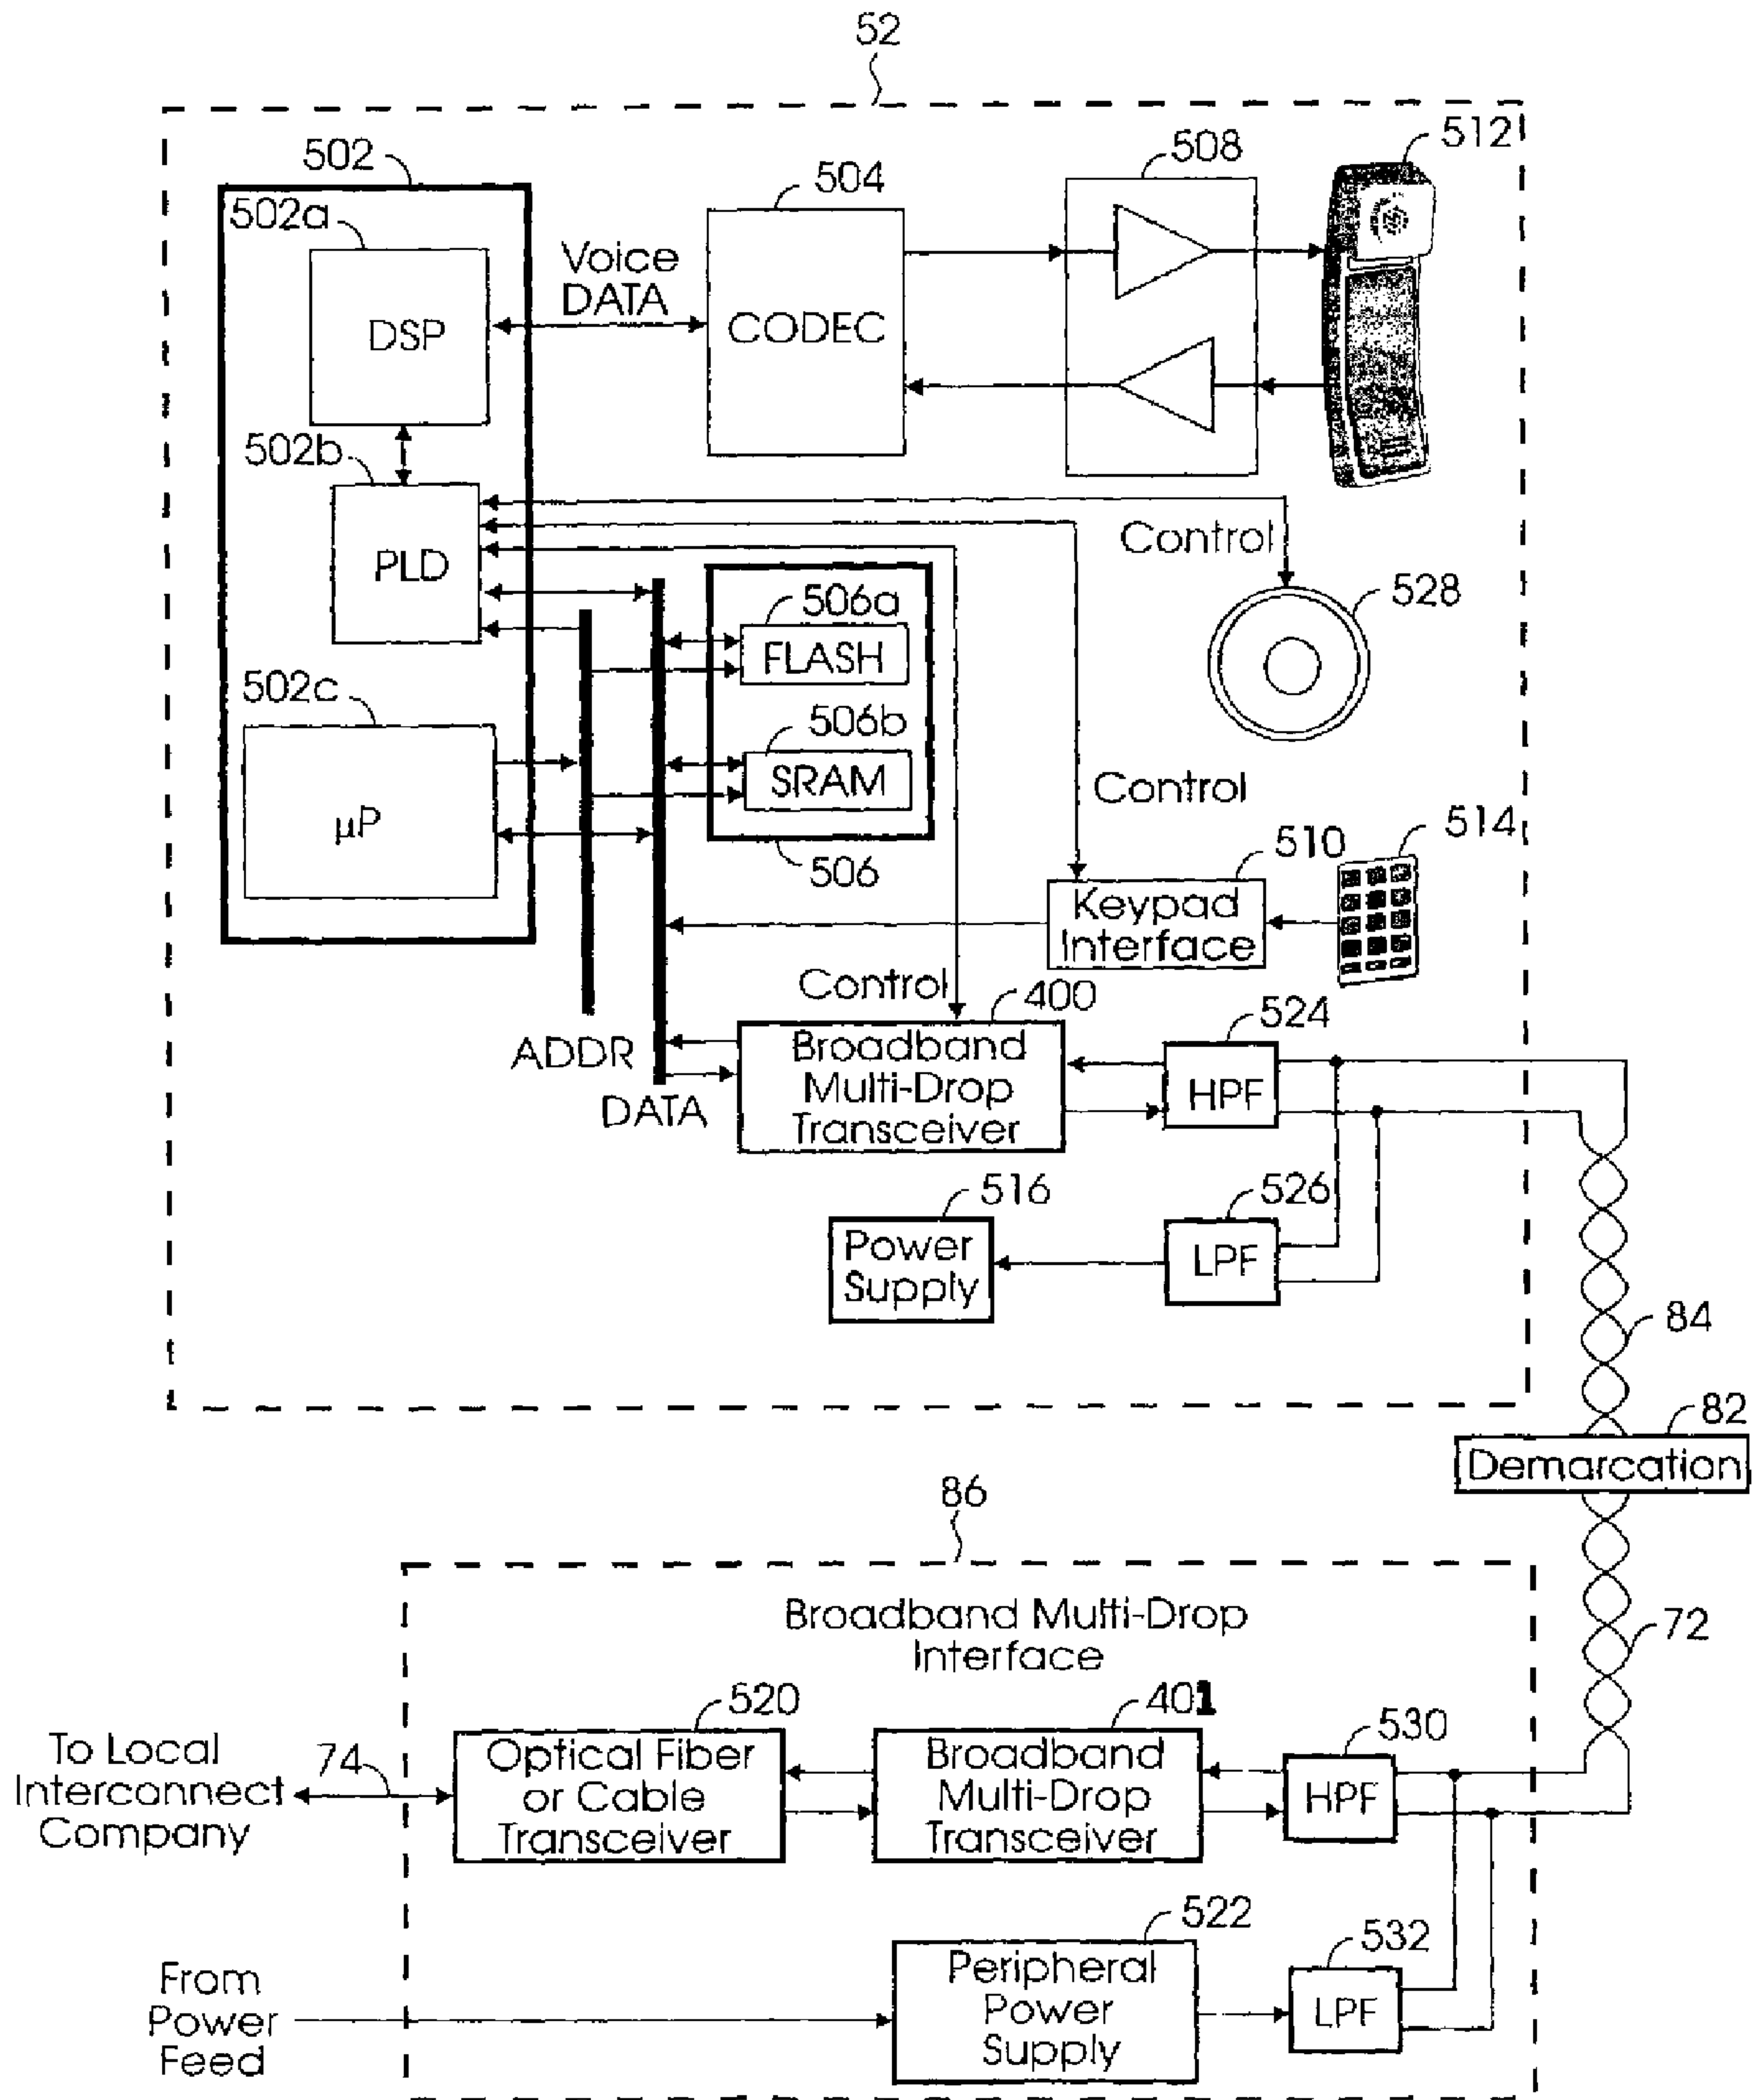 52
502
502a
DSP
Voice
DATA
504
CODEC
508
512
502b
PLD
Control
528
506a
FLASH
502c
506b
SRAM
µP
Control
506
510
514
Keypad
Interface
Control
400
ADDR
DATA
Broadband
Multi-Drop
Transceiver
524
HPF
516
Power
Supply
526
LPF
84
82
Demarcation
86
Broadband Multi-Drop
Interface
72
To Local
Interconnect
Company
74
520
Optical Fiber
or Cable
Transceiver
401
Broadband
Multi-Drop
Transceiver
530
HPF
From
Power
Feed
522
Peripheral
Power
Supply
532
LPF